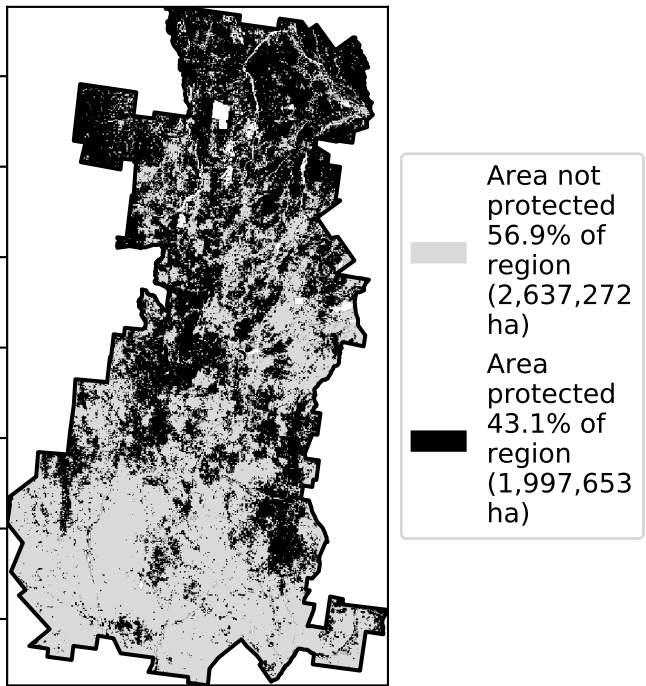 Area not
protected
56.9% of
region
(2,637,272
ha)
Area
protected
43.1% of
region
(1,997,653
ha)